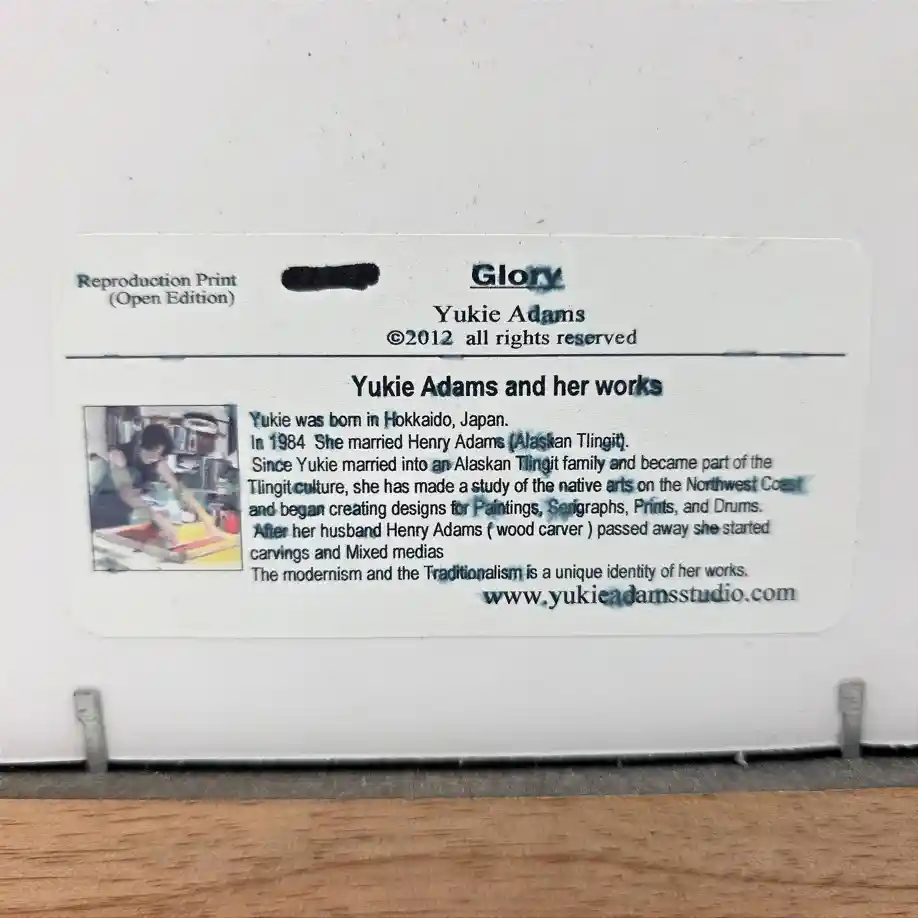 Reproduction Print
(Open Edition)
Glory
Yukie Adams
©2012 all rights reserved
Yukie Adams and her works
Yukie was born in Hokkaido, Japan.
In 1984 She married Henry Adams (Alaskan Tlingit).
Since Yukie married into an Alaskan Tlingit family and became part of the
Tlingit culture, she has made a study of the native arts on the Northwest Coast
and began creating designs for Paintings, Serigraphs, Prints, and Drums.
After her husband Henry Adams ( wood carver ) passed away she started
carvings and Mixed medias
The modernism and the Traditionalism is a unique identity of her works.
www.yukieadamsstudio.com